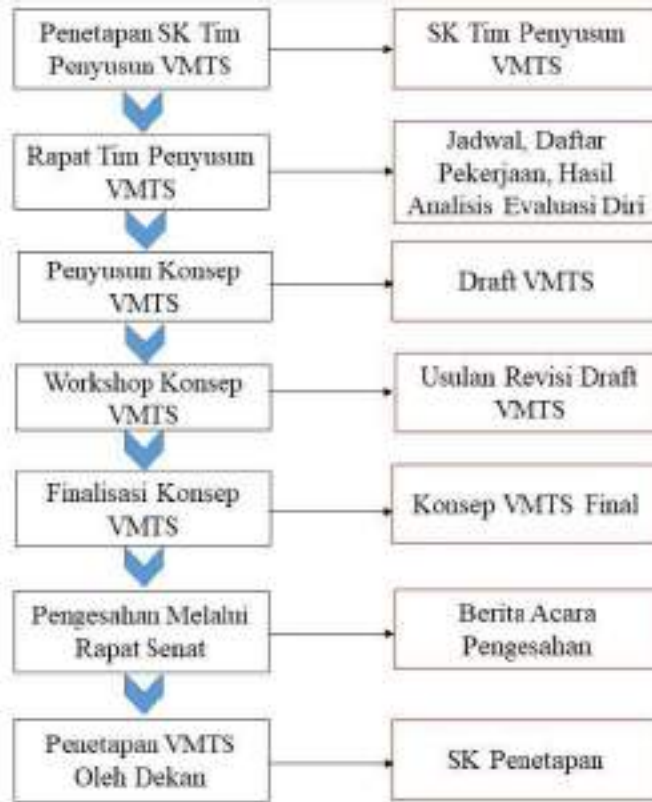 Penetapan SK Tim
Penyusun VMTS
SK Tim Penyusun
VMTS
Rapat Tim Penyusun
VMTS
Jadwal, Daftar
Pekerjaan, Hasil
Analisis Evaluasi Diri
Penyusun Konsep
VMTS
Draft VMTS
Workshop Konsep
VMTS
Usulan Revisi Draft
VMTS
Finalisasi Konsep
VMTS
Konsep VMTS Final
Pengesahan Melalui
Rapat Senat
Berita Acara
Pengesahan
Penetapan VMTS
Oleh Dekan
SK Penetapan